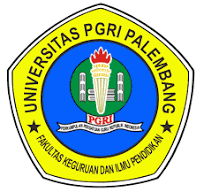 UNIVERSITAS PGRI PALEMBANG
PGRI
FAKULTAS KEGURUAN DAN ILMU PENDIDIKAN